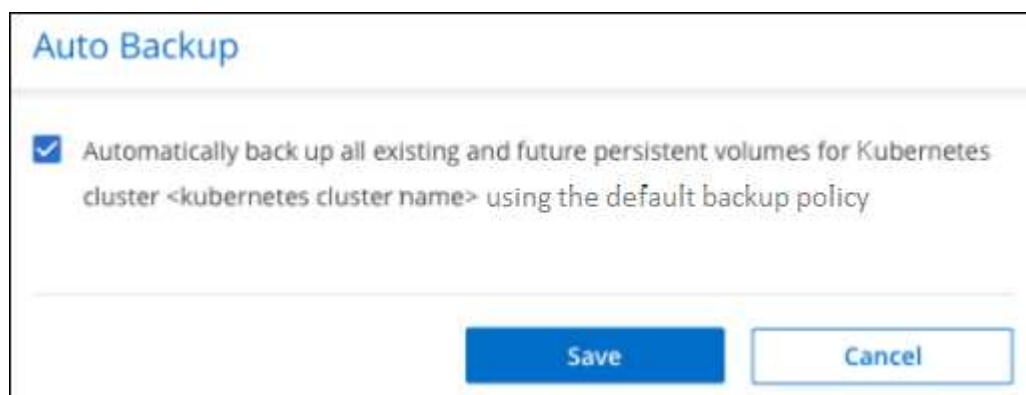 Auto Backup
Automatically back up all existing and future persistent volumes for Kubernetes
cluster <kubernetes cluster name> using the default backup policy
Save
Cancel